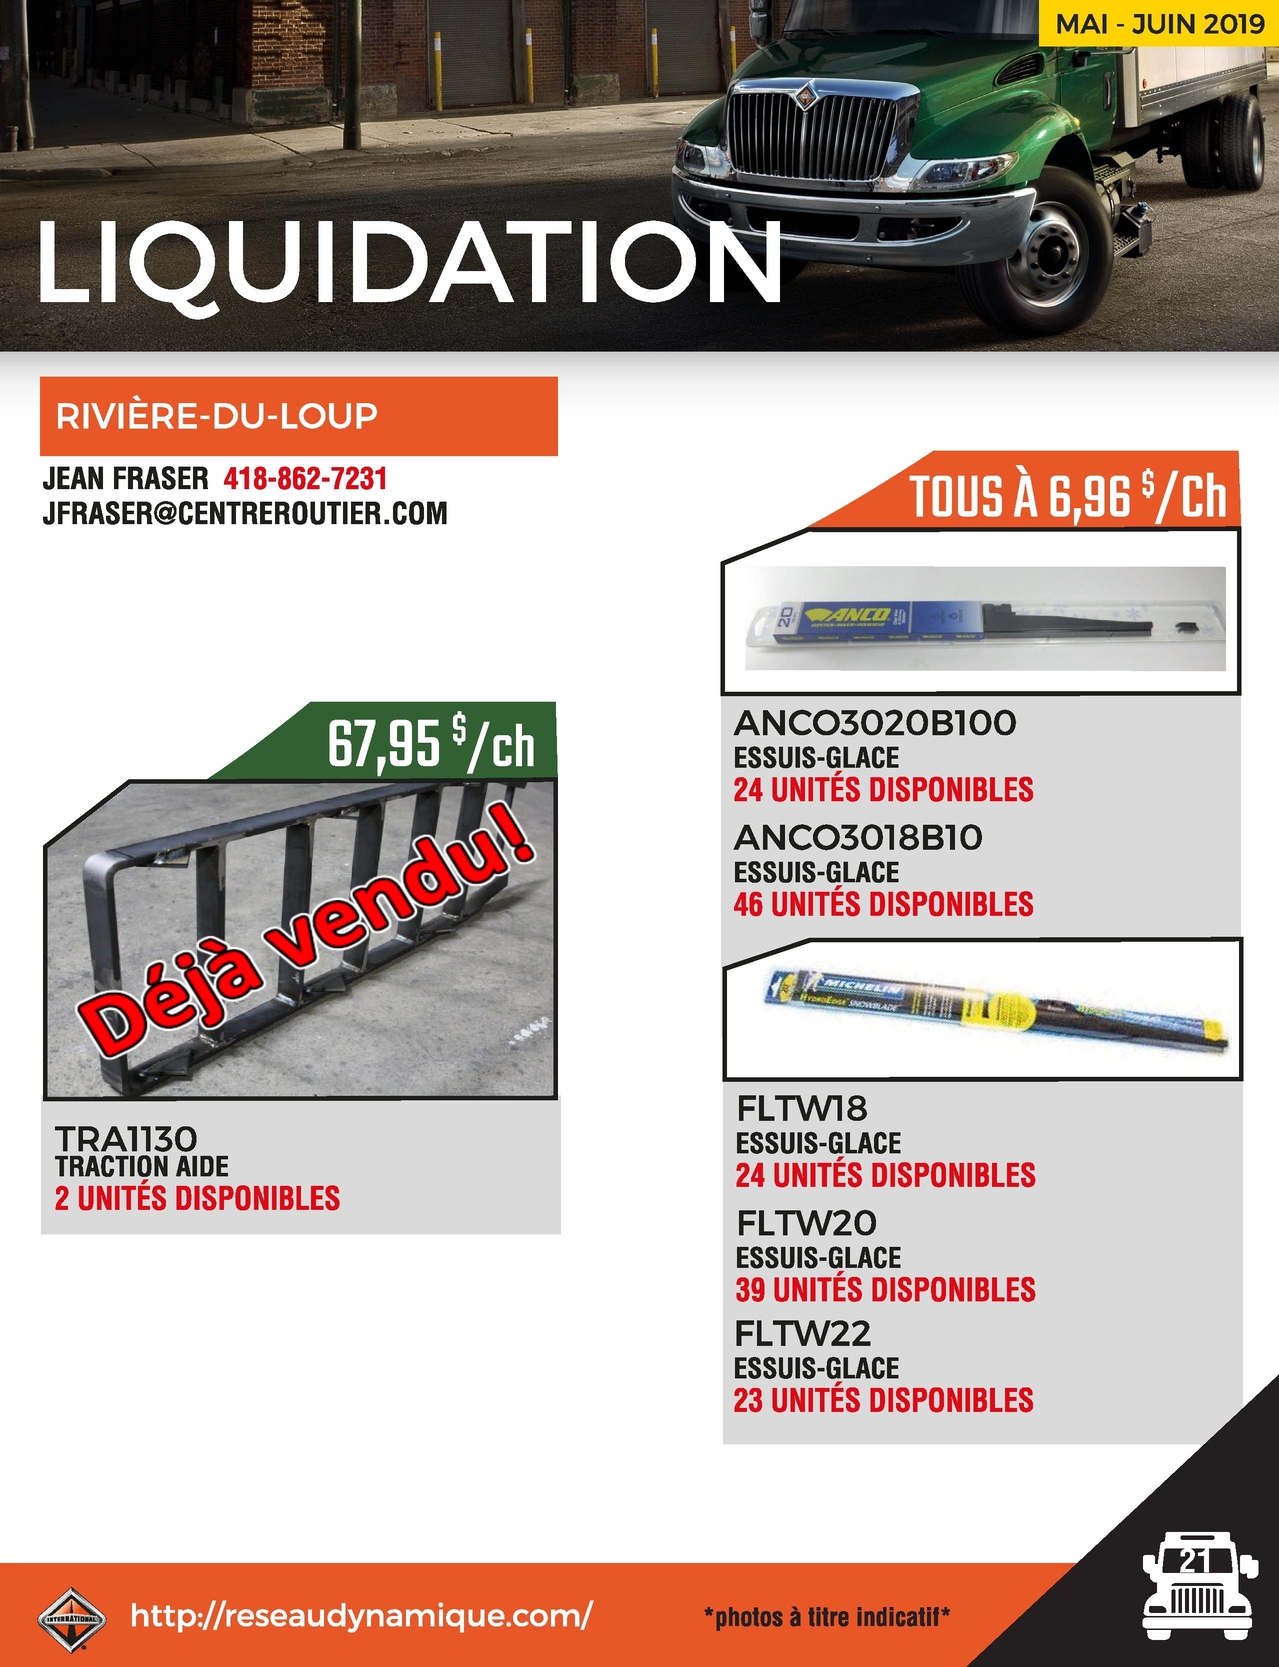 MAI - JUIN 2019
LIQUIDATION
RIVIÈRE-DU-LOUP
JEAN FRASER 418-862-7231
JFRASER@CENTREROUTIER.COM
TOUS À 6,96 $/Ch
20
ANCO
ANCO3020B100
ESSUIS-GLACE
24 UNITÉS DISPONIBLES
ANCO3018B10
ESSUIS-GLACE
46 UNITÉS DISPONIBLES
67,95 $/ch
Déjà vendu!
TRA1130
TRACTION AIDE
2 UNITÉS DISPONIBLES
MICHELIN
HYDROEDGE SNOWBLADE
FLTW18
ESSUIS-GLACE
24 UNITÉS DISPONIBLES
FLTW20
ESSUIS-GLACE
39 UNITÉS DISPONIBLES
FLTW22
ESSUIS-GLACE
23 UNITÉS DISPONIBLES
21
INTERNATIONAL
http://reseaudynamique.com/
*photos à titre indicatif*